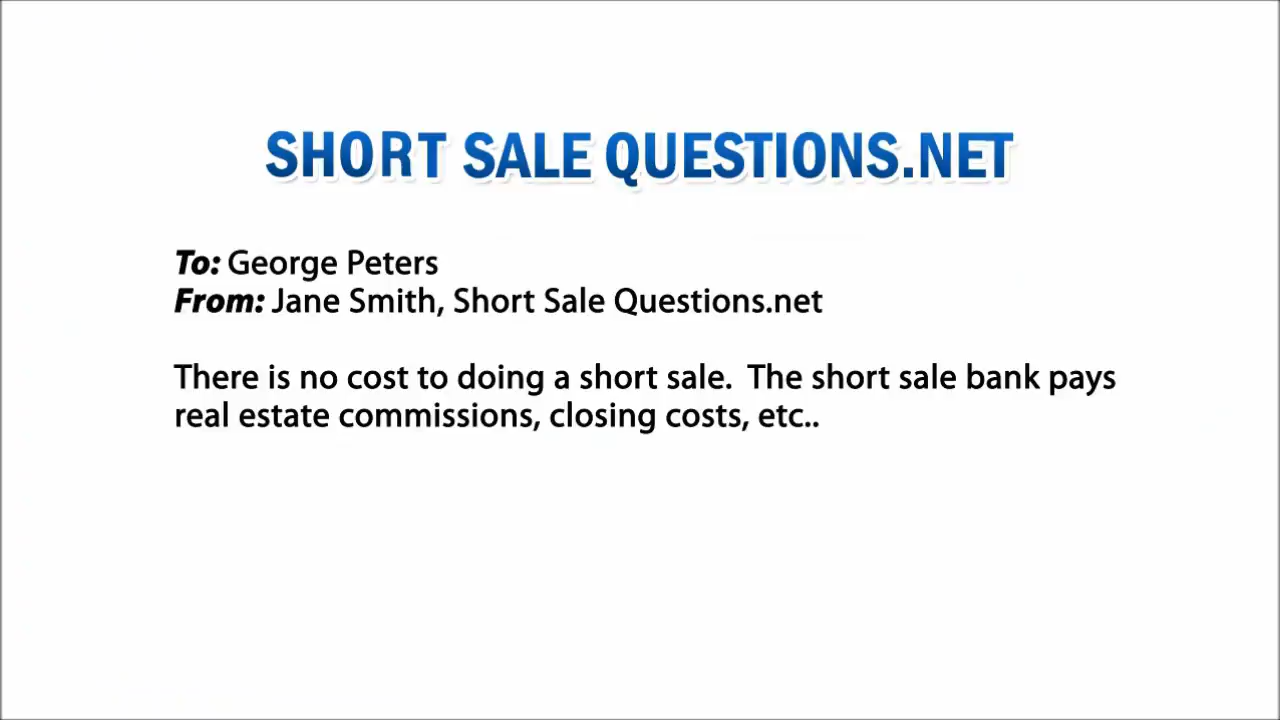 SHORT SALE QUESTIONS.NET
To: George Peters
From: Jane Smith, Short Sale Questions.net
There is no cost to doing a short sale.  The short sale bank pays
real estate commissions, closing costs, etc..